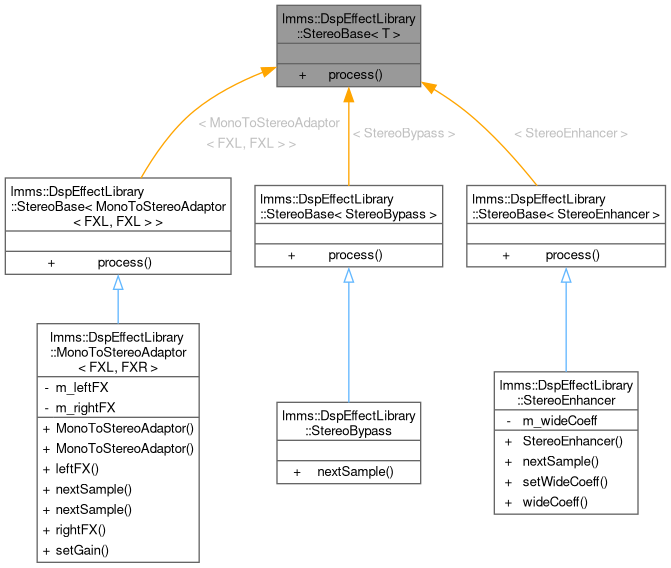 lmms::DspEffectLibrary
::StereoBase< T >
+ process()
< MonoToStereoAdaptor
< FXL, FXL > >
< StereoBypass >
< StereoEnhancer >
lmms::DspEffectLibrary
::StereoBase< MonoToStereoAdaptor
< FXL, FXL > >
+ process()
lmms::DspEffectLibrary
::StereoBase< StereoBypass >
+ process()
lmms::DspEffectLibrary
::StereoBase< StereoEnhancer >
+ process()
lmms::DspEffectLibrary
::MonoToStereoAdaptor
< FXL, FXR >
- m_leftFX
- m_rightFX
+ MonoToStereoAdaptor()
+ MonoToStereoAdaptor()
+ leftFX()
+ nextSample()
+ nextSample()
+ rightFX()
+ setGain()
lmms::DspEffectLibrary
::StereoBypass
+ nextSample()
lmms::DspEffectLibrary
::StereoEnhancer
- m_wideCoeff
+ StereoEnhancer()
+ nextSample()
+ setWideCoeff()
+ wideCoeff()